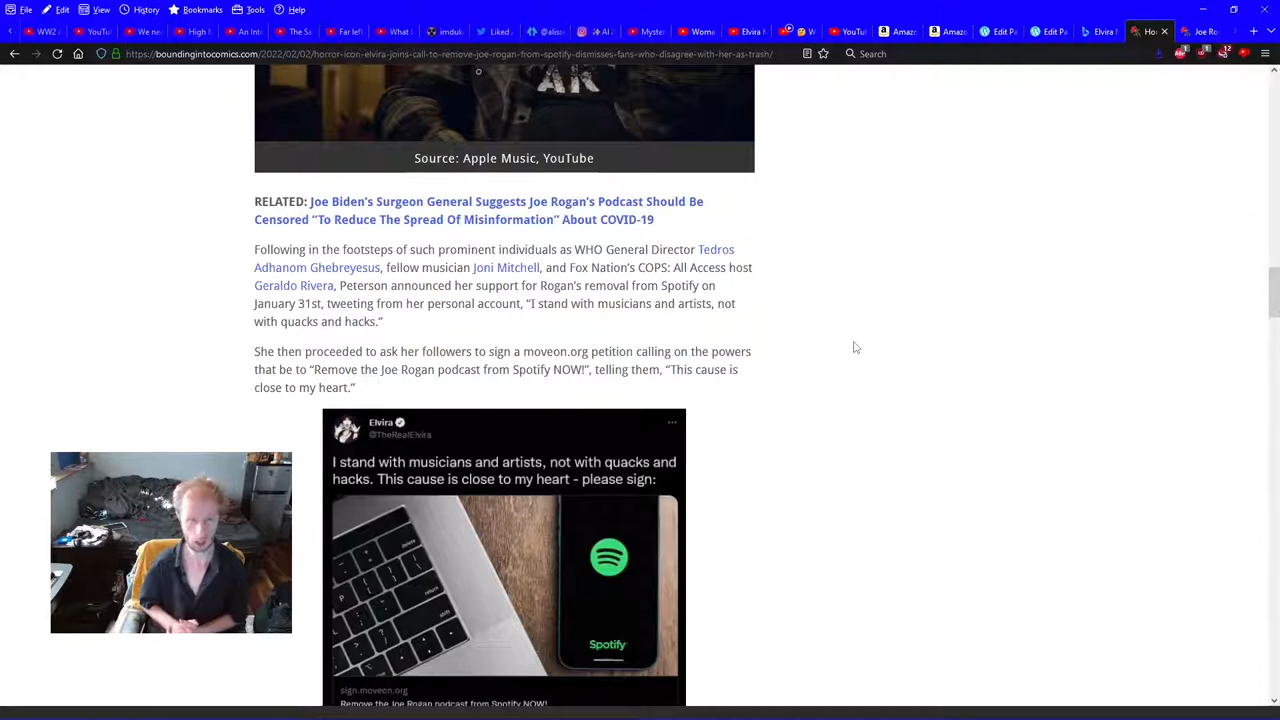 File Edit View History Bookmarks Tools Help
WW2 YouTu We ne High N An Int The Sa Far left What I imduk Liked AI Z Myster Woma Elvira N W YouTu Amaz Amaz Edit Pa Edit Pa Elvira Ho Joe Ro
https://boundingintocomics.com/2022/02/02/horror-icon-elvira-joins-call-to-remove-joe-rogan-from-spotify-dismisses-fans-who-disagree-with-her-as-trash/ Search
Source: Apple Music, YouTube
RELATED: Joe Biden's Surgeon General Suggests Joe Rogan's Podcast Should Be
Censored “To Reduce The Spread Of Misinformation” About COVID-19
Following in the footsteps of such prominent individuals as WHO General Director Tedros
Adhanom Ghebreyesus, fellow musician Joni Mitchell, and Fox Nation's COPS: All Access host
Geraldo Rivera, Peterson announced her support for Rogan's removal from Spotify on
January 31st, tweeting from her personal account, “I stand with musicians and artists, not
with quacks and hacks.”
She then proceeded to ask her followers to sign a moveon.org petition calling on the powers
that be to “Remove the Joe Rogan podcast from Spotify NOW!”, telling them, “This cause is
close to my heart.”
Elvira
@TheRealElvira
I stand with musicians and artists, not with quacks and
hacks. This cause is close to my heart - please sign:
delete
return
shift
Spotify
sign.moveon.org
Remove the Joe Rogan podcast from Spotify NOW!